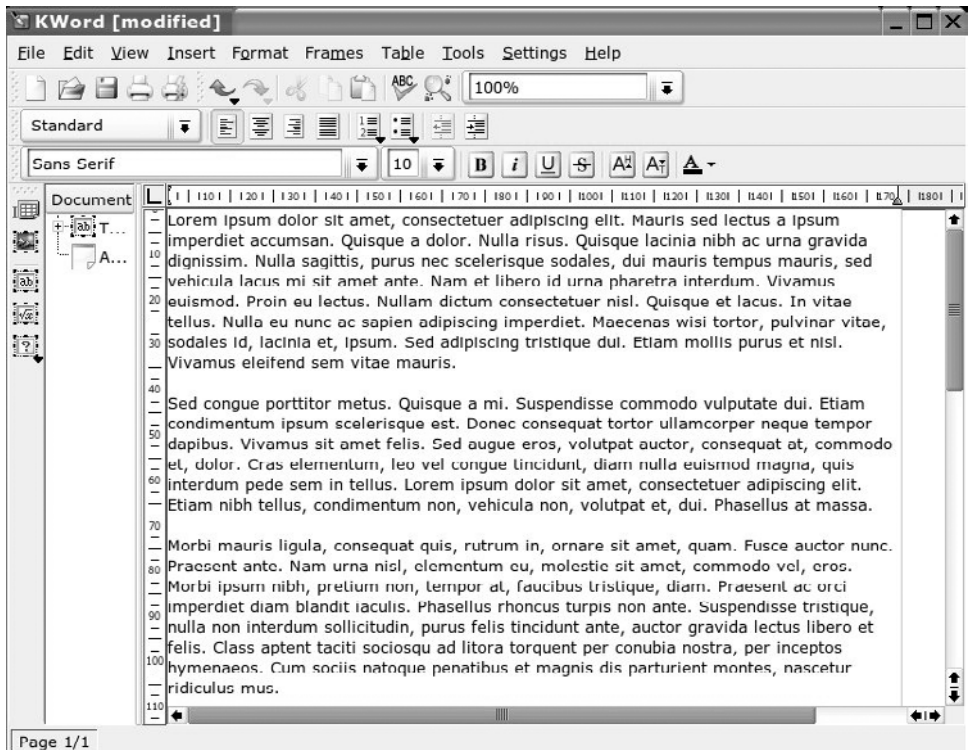 KWord [modified]
File Edit View Insert Format Frames Table Tools Settings Help
ABC 100%
Standard
Sans Serif 10 B i U S A A A
Document
T...
A...
Lorem ipsum dolor sit amet, consectetuer adipiscing elit. Mauris sed lectus a ipsum
imperdiet accumsan. Quisque a dolor. Nulla risus. Quisque lacinia nibh ac urna gravida
dignissim. Nulla sagittis, purus nec scelerisque sodales, dui mauris tempus mauris, sed
vehicula lacus mi sit amet ante. Nam et libero id urna pharetra interdum. Vivamus
euismod. Proin eu lectus. Nullam dictum consectetuer nisl. Quisque et lacus. In vitae
tellus. Nulla eu nunc ac sapien adipiscing imperdiet. Maecenas wisi tortor, pulvinar vitae,
sodales id, lacinia et, ipsum. Sed adipiscing tristique dui. Etiam mollis purus et nisl.
Vivamus eleifend sem vitae mauris.
Sed congue porttitor metus. Quisque a mi. Suspendisse commodo vulputate dui. Etiam
condimentum ipsum scelerisque est. Donec consequat tortor ullamcorper neque tempor
dapibus. Vivamus sit amet felis. Sed augue eros, volutpat auctor, consequat at, commodo
et, dolor. Cras elementum, leo vel congue tincidunt, diam nulla euismod magna, quis
interdum pede sem in tellus. Lorem ipsum dolor sit amet, consectetuer adipiscing elit.
Etiam nibh tellus, condimentum non, vehicula non, volutpat et, dui. Phasellus at massa.
Morbi mauris ligula, consequat quis, rutrum in, ornare sit amet, quam. Fusce auctor nunc.
Praesent ante. Nam urna nisl, elementum eu, molestie sit amet, commodo vel, eros.
Morbi ipsum nibh, pretium non, tempor at, faucibus tristique, diam. Praesent ac orci
imperdiet diam blandit iaculis. Phasellus rhoncus turpis non ante. Suspendisse tristique,
nulla non interdum sollicitudin, purus felis tincidunt ante, auctor gravida lectus libero et
felis. Class aptent taciti sociosqu ad litora torquent per conubia nostra, per inceptos
hymenaeos. Cum sociis natoque penatibus et magnis dis parturient montes, nascetur
ridiculus mus.
10
20
30
40
50
60
70
80
90
100
110
Page 1/1